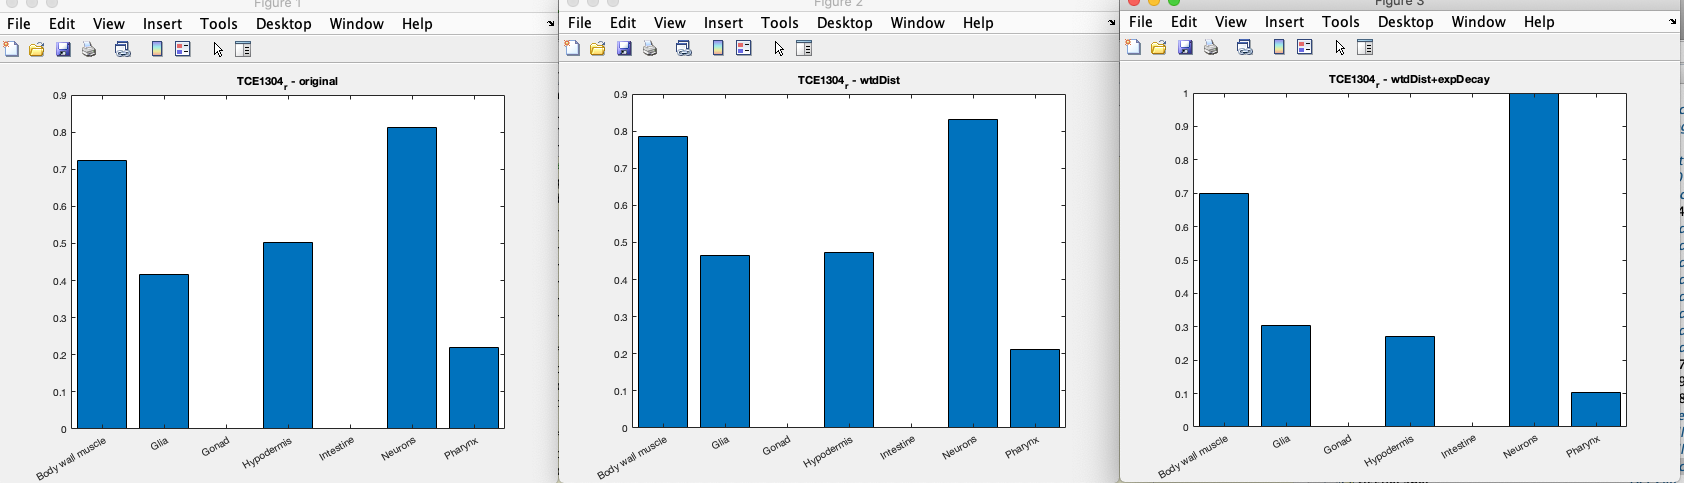 Figure 1
File Edit View Insert Tools Desktop Window Help
TCE1304r - original
0.9
0.8
0.7
0.6
0.5
0.4
0.3
0.2
0.1
0
Body wall muscle
Glia
Gonad
Hypodermis
Intestine
Neurons
Pharynx
Figure 2
File Edit View Insert Tools Desktop Window Help
TCE1304r - wtdDist
0.9
0.8
0.7
0.6
0.5
0.4
0.3
0.2
0.1
0
Body wall muscle
Glia
Gonad
Hypodermis
Intestine
Neurons
Pharynx
Figure 3
File Edit View Insert Tools Desktop Window Help
TCE1304r - wtdDist+expDecay
1
0.9
0.8
0.7
0.6
0.5
0.4
0.3
0.2
0.1
0
Body wall muscle
Glia
Gonad
Hypodermis
Intestine
Neurons
Pharynx